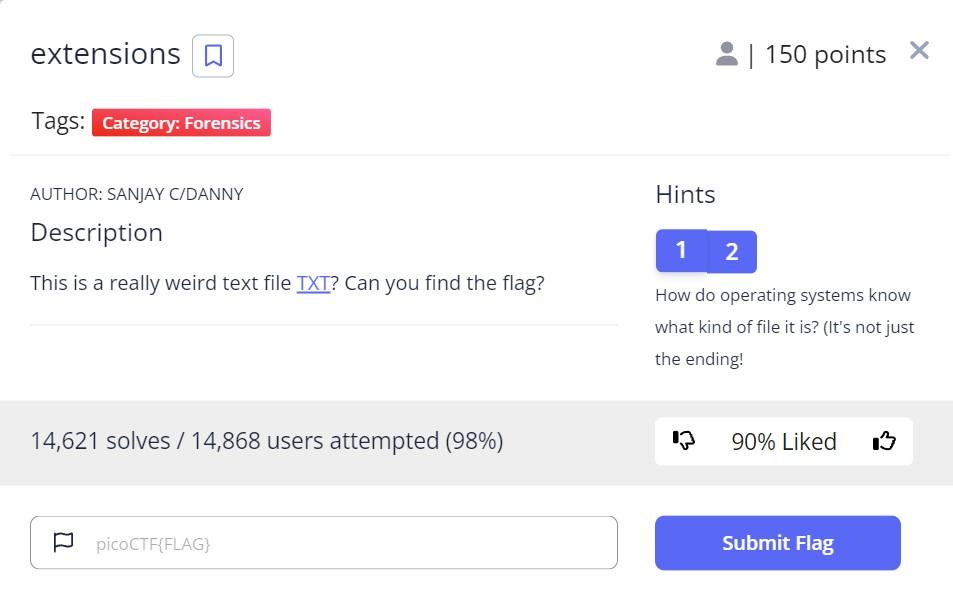 extensions
| 150 points
Tags: Category: Forensics
AUTHOR: SANJAY C/DANNY
Description
This is a really weird text file TXT? Can you find the flag?
Hints
1 2
How do operating systems know
what kind of file it is? (It's not just
the ending!
14,621 solves / 14,868 users attempted (98%)
90% Liked
picoCTF{FLAG}
Submit Flag